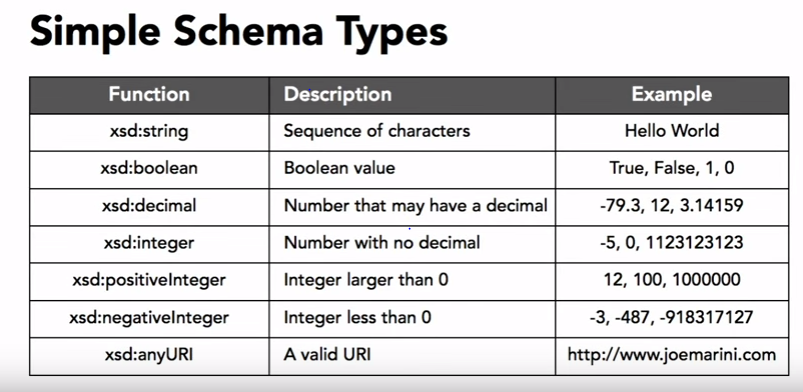 Simple Schema Types
Function Description Example
xsd:string Sequence of characters Hello World
xsd:boolean Boolean value True, False, 1, 0
xsd:decimal Number that may have a decimal -79.3, 12, 3.14159
xsd:integer Number with no decimal -5, 0, 1123123123
xsd:positiveInteger Integer larger than 0 12, 100, 1000000
xsd:negativeInteger Integer less than 0 -3, -487, -918317127
xsd:anyURI A valid URI http://www.joemarini.com